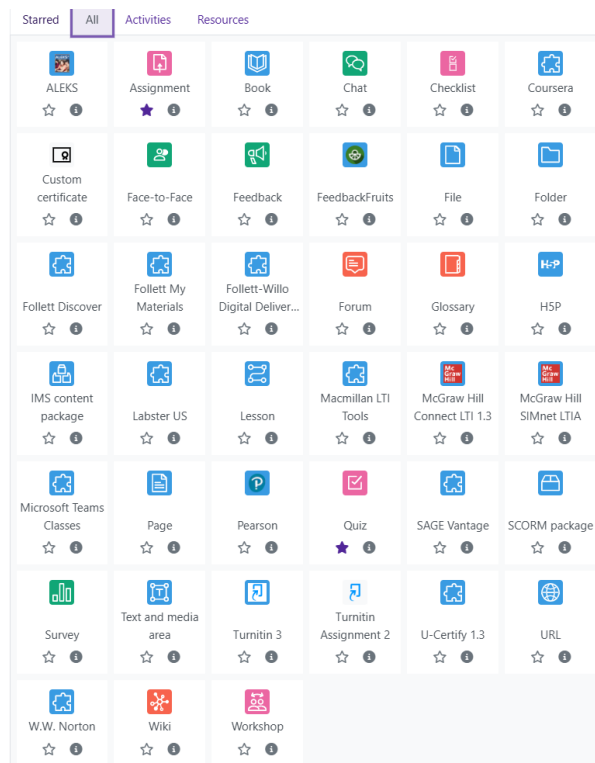 Starred All Activities Resources
ALEKS Assignment Book Chat Checklist Coursera
Custom
certificate Face-to-Face Feedback FeedbackFruits File Folder
Follett Discover Follett My
Materials Follett-Willo
Digital Deliver... Forum Glossary H5P
H-P
IMS content
package Labster US Lesson Macmillan LTI
Tools Mc
Graw
Hill
McGraw Hill
Connect LTI 1.3 Mc
Graw
Hill
McGraw Hill
SIMnet LTIA
Microsoft Teams
Classes Page Pearson Quiz SAGE Vantage SCORM package
Survey Text and media
area Turnitin 3 Turnitin
Assignment 2 U-Certify 1.3 URL
W.W. Norton Wiki Workshop